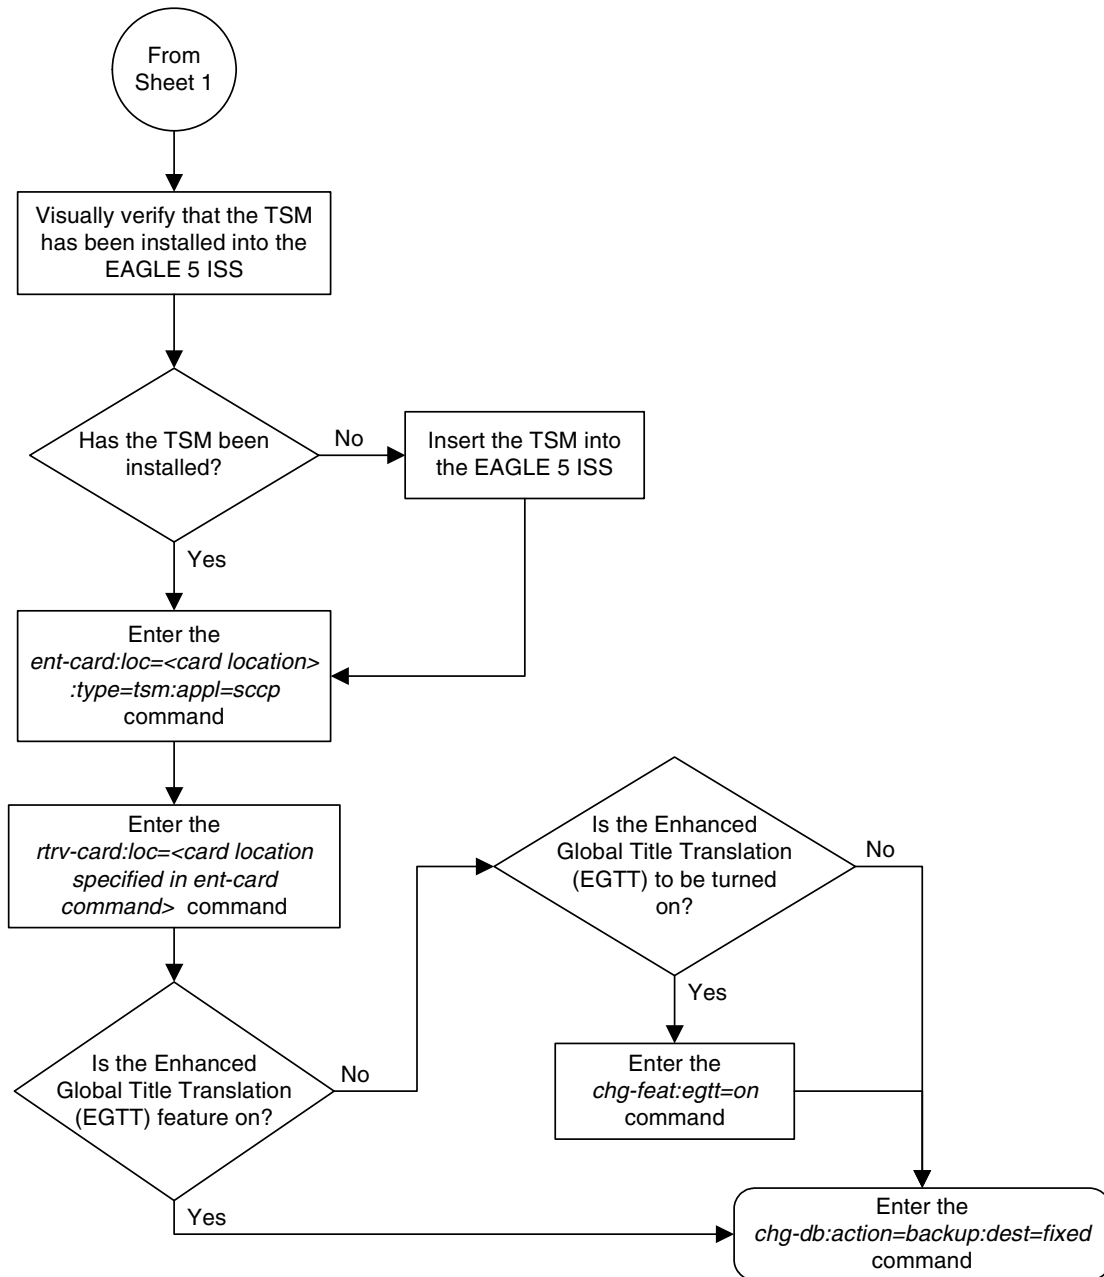 From
Sheet 1
Visually verify that the TSM
has been installed into the
EAGLE 5 ISS
Has the TSM been
installed?
No
Insert the TSM into
the EAGLE 5 ISS
Yes
Enter the
ent-card:loc=<card location>
:type=tsm:appl=sccp
command
Enter the
rtrv-card:loc=<card location
specified in ent-card
command> command
Is the Enhanced
Global Title Translation
(EGTT) feature on?
No
Yes
Is the Enhanced
Global Title Translation
(EGTT) to be turned
on?
No
Yes
Enter the
chg-feat:egtt=on
command
Enter the
chg-db:action=backup:dest=fixed
command